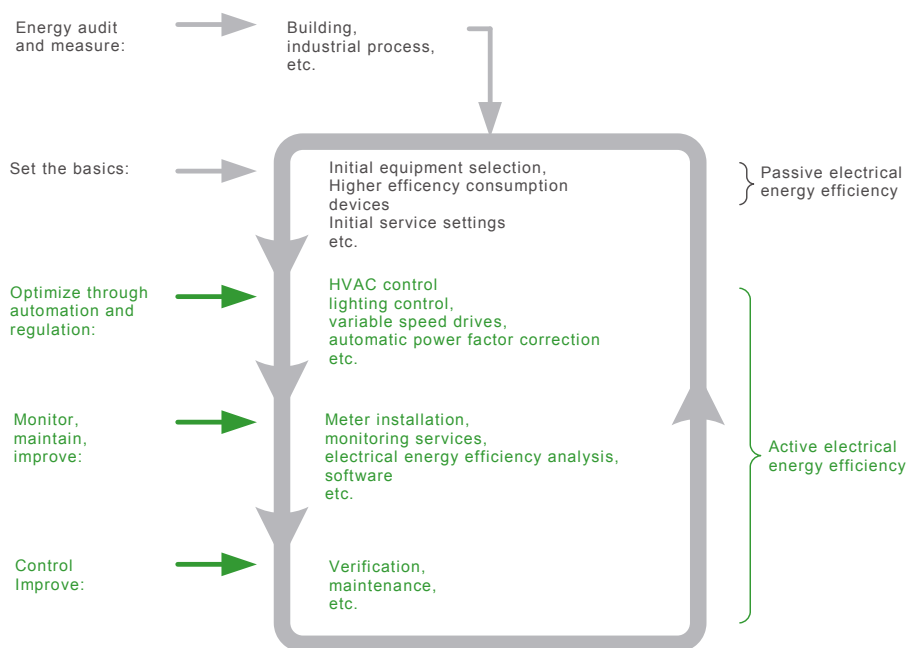 Energy audit
and measure:
Building,
industrial process,
etc.
Set the basics:
Initial equipment selection,
Higher efficency consumption
devices
Initial service settings
etc.
Passive electrical
energy efficiency
Optimize through
automation and
regulation:
HVAC control
lighting control,
variable speed drives,
automatic power factor correction
etc.
Monitor,
maintain,
improve:
Meter installation,
monitoring services,
electrical energy efficiency analysis,
software
etc.
Active electrical
energy efficiency
Control
Improve:
Verification,
maintenance,
etc.